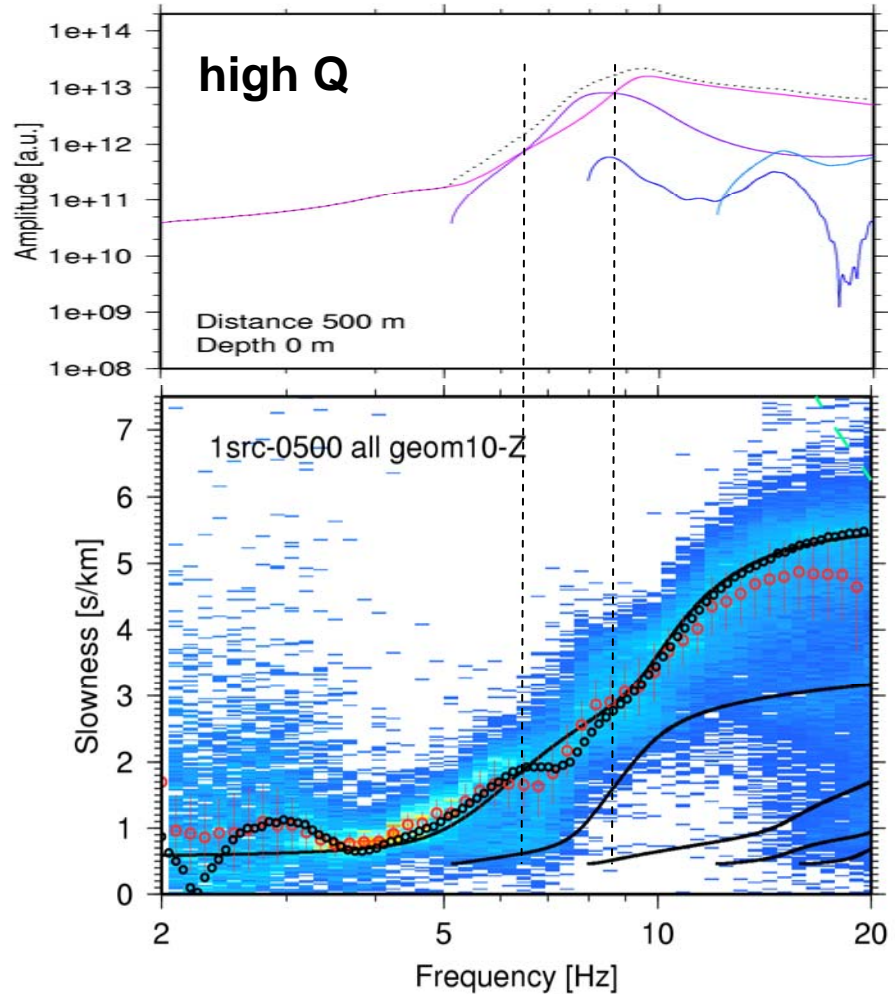 high Q
1e+14
1e+13
1e+12
1e+11
1e+10
1e+09
1e+08
Amplitude [a.u.]
Distance 500 m
Depth 0 m
1src-0500 all geom10-Z
7
6
5
4
3
2
1
0
Slowness [s/km]
2 5 10 20
Frequency [Hz]